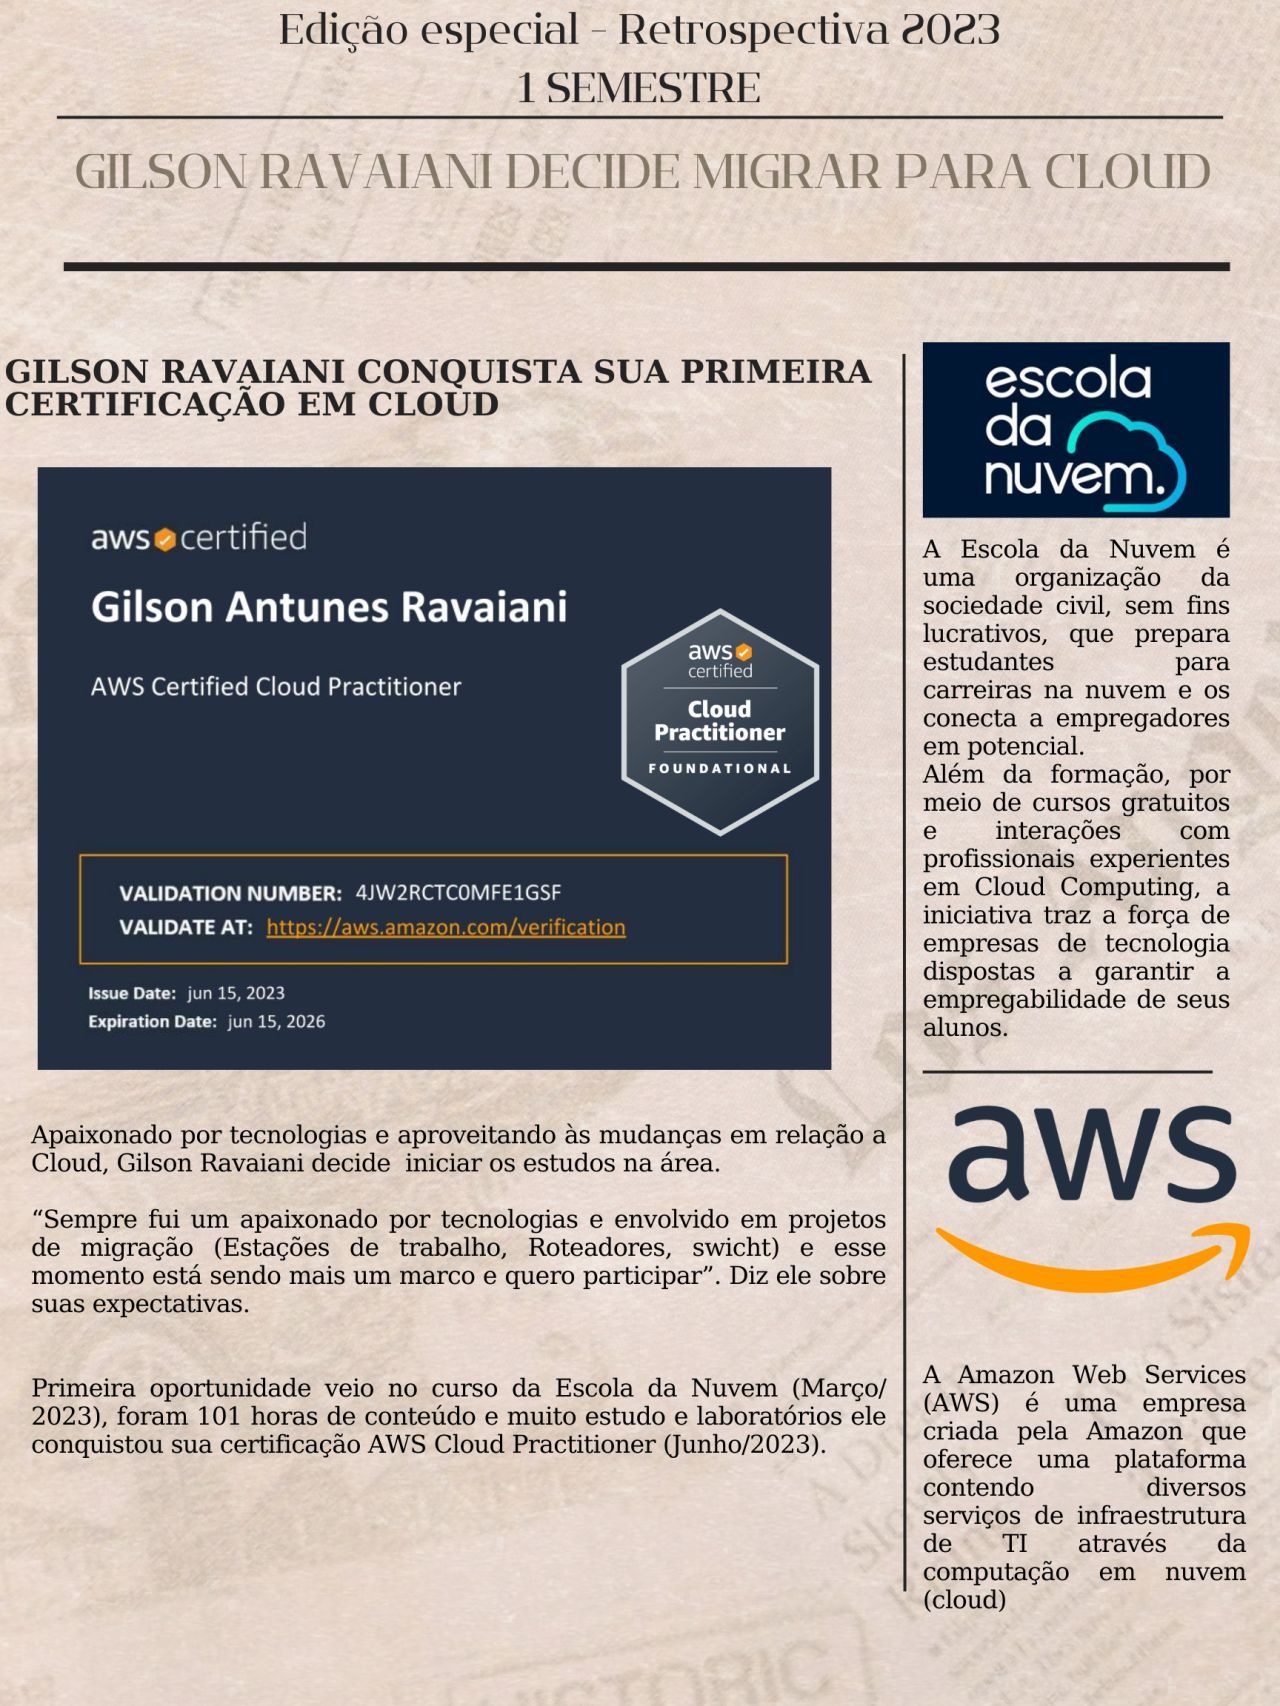 Edição especial - Retrospectiva 2023
1 SEMESTRE
GILSON RAVAIANI DECIDE MIGRAR PARA CLOUD
GILSON RAVAIANI CONQUISTA SUA PRIMEIRA
CERTIFICAÇÃO EM CLOUD
aws certified
Gilson Antunes Ravaiani
AWS Certified Cloud Practitioner
aws
certified
Cloud
Practitioner
FOUNDATIONAL
VALIDATION NUMBER: 4JW2RCTC0MFE1GSF
VALIDATE AT: https://aws.amazon.com/verification
Issue Date: jun 15, 2023
Expiration Date: jun 15, 2026
Apaixonado por tecnologias e aproveitando às mudanças em relação a
Cloud, Gilson Ravaiani decide iniciar os estudos na área.
“Sempre fui um apaixonado por tecnologias e envolvido em projetos
de migração (Estações de trabalho, Roteadores, swicht) e esse
momento está sendo mais um marco e quero participar”. Diz ele sobre
suas expectativas.
Primeira oportunidade veio no curso da Escola da Nuvem (Março/
2023), foram 101 horas de conteúdo e muito estudo e laboratórios ele
conquistou sua certificação AWS Cloud Practitioner (Junho/2023).
escola
da
nuvem.
A Escola da Nuvem é
uma organização da
sociedade civil, sem fins
lucrativos, que prepara
estudantes para
carreiras na nuvem e os
conecta a empregadores
em potencial.
Além da formação, por
meio de cursos gratuitos
e interações com
profissionais experientes
em Cloud Computing, a
iniciativa traz a força de
empresas de tecnologia
dispostas a garantir a
empregabilidade de seus
alunos.
aws
A Amazon Web Services
(AWS) é uma empresa
criada pela Amazon que
oferece uma plataforma
contendo diversos
serviços de infraestrutura
de TI através da
computação em nuvem
(cloud)